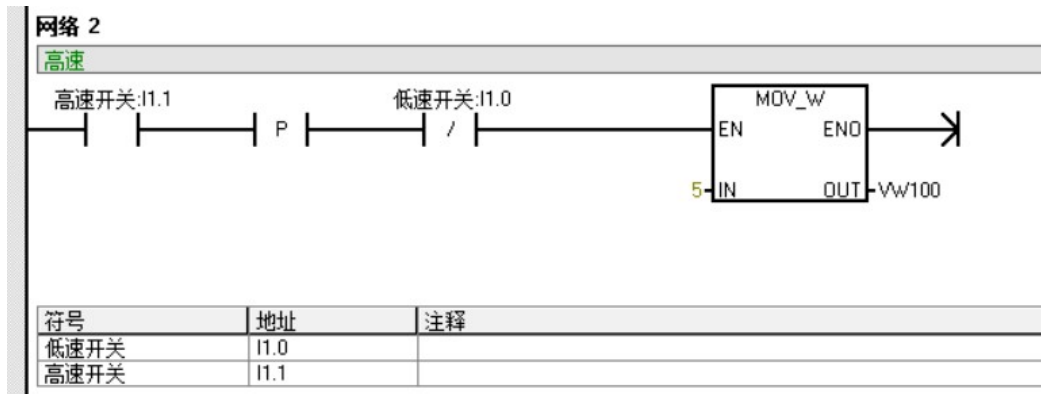 网络 2
高速
高速开关:I1.1
P
低速开关:I1.0
/
MOV_W
EN ENO
5 IN OUT VW100
符号 地址 注释
低速开关 I1.0
高速开关 I1.1